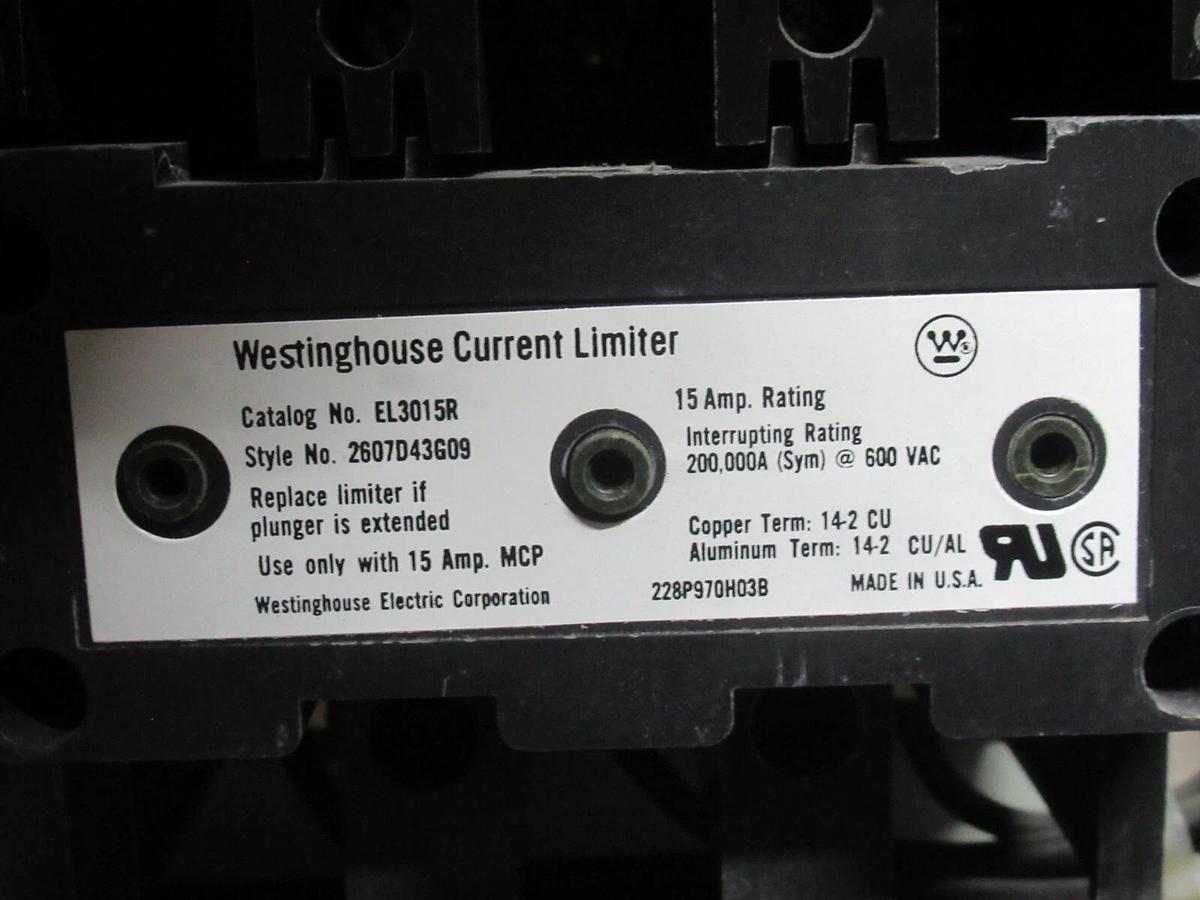 Westinghouse Current Limiter
W
Catalog No. EL3015R
Style No. 2607D43G09
Replace limiter if
plunger is extended
Use only with 15 Amp. MCP
Westinghouse Electric Corporation
15 Amp. Rating
Interrupting Rating
200,000A (Sym) @ 600 VAC
Copper Term: 14-2 CU
Aluminum Term: 14-2 CU/AL
228P970H03B
MADE IN U.S.A.
RU
SA